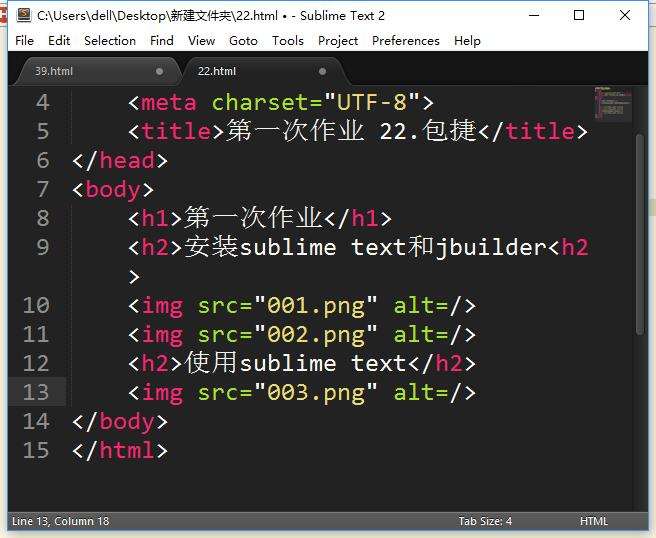 C:\Users\dell\Desktop\新建文件夹\22.html • - Sublime Text 2
File Edit Selection Find View Goto Tools Project Preferences Help
39.html 22.html
4 <meta charset="UTF-8">
5 <title>第一次作业 22.包捷</title>
6 </head>
7 <body>
8 <h1>第一次作业</h1>
9 <h2>安装sublime text和jbuilder<h2
>
10 <img src="001.png" alt=/>
11 <img src="002.png" alt=/>
12 <h2>使用sublime text</h2>
13 <img src="003.png" alt=/>
14 </body>
15 </html>
Line 13, Column 18 Tab Size: 4 HTML